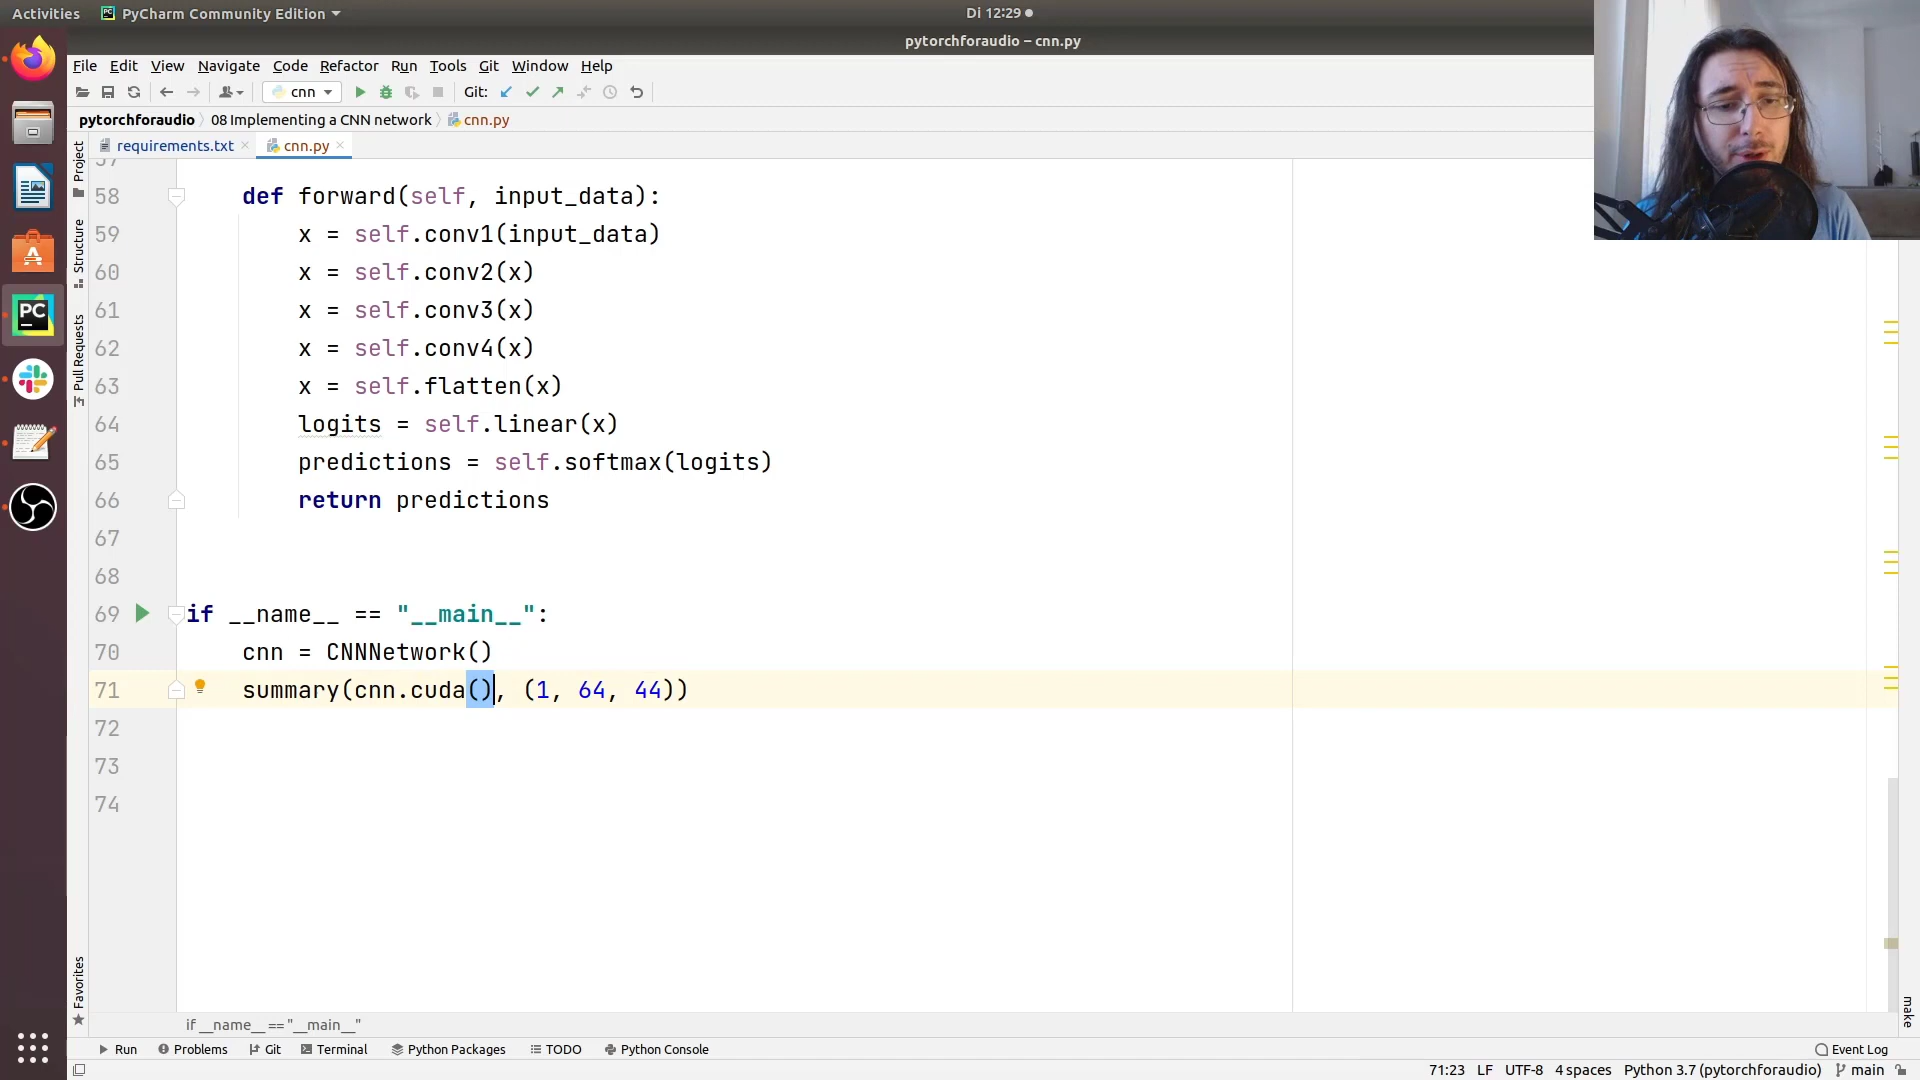 Activities PyCharm Community Edition Di 12:29
pytorchforaudio – cnn.py
File Edit View Navigate Code Refactor Run Tools Git Window Help
cnn Git:
pytorchforaudio 08 Implementing a CNN network cnn.py
requirements.txt cnn.py
Project
Structure
Pull Requests
Favorites
57
58 def forward(self, input_data):
59 x = self.conv1(input_data)
60 x = self.conv2(x)
61 x = self.conv3(x)
62 x = self.conv4(x)
63 x = self.flatten(x)
64 logits = self.linear(x)
65 predictions = self.softmax(logits)
66 return predictions
67
68
69 if __name__ == "__main__":
70 cnn = CNNNetwork()
71 summary(cnn.cuda(), (1, 64, 44))
72
73
74
make
if __name__ == "__main__"
Run Problems Git Terminal Python Packages TODO Python Console Event Log
71:23 LF UTF-8 4 spaces Python 3.7 (pytorchforaudio) main
PC